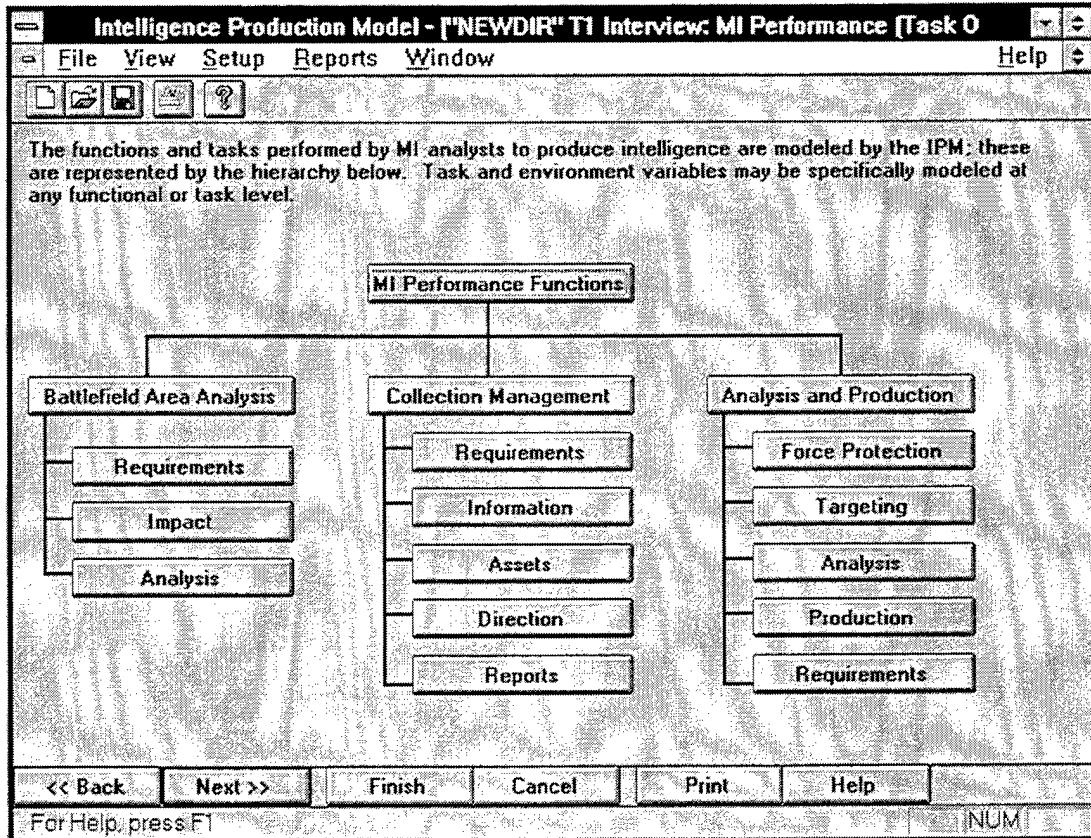 Intelligence Production Model - ["NEWDIR" T1 Interview: MI Performance (Task O
File View Setup Reports Window Help
The functions and tasks performed by MI analysts to produce intelligence are modeled by the IPM; these
are represented by the hierarchy below. Task and environment variables may be specifically modeled at
any functional or task level.
MI Performance Functions
Battlefield Area Analysis
Requirements
Impact
Analysis
Collection Management
Requirements
Information
Assets
Direction
Reports
Analysis and Production
Force Protection
Targeting
Analysis
Production
Requirements
<< Back Next >> Finish Cancel Print Help
For Help, press F1 NUM